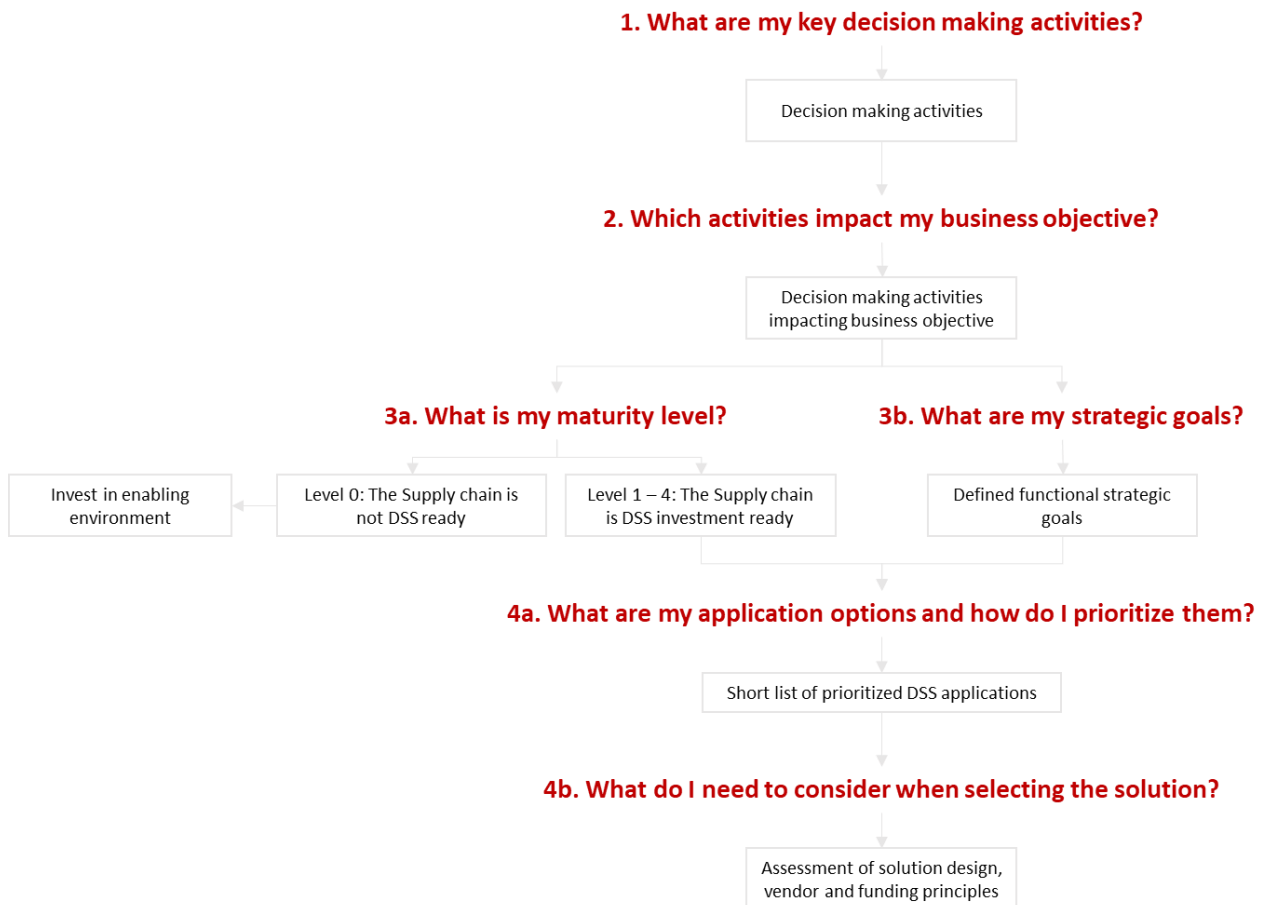 1. What are my key decision making activities?
Decision making activities
2. Which activities impact my business objective?
Decision making activities
impacting business objective
3a. What is my maturity level?
3b. What are my strategic goals?
Invest in enabling
environment
Level 0: The Supply chain is
not DSS ready
Level 1 – 4: The Supply chain
is DSS investment ready
Defined functional strategic
goals
4a. What are my application options and how do I prioritize them?
Short list of prioritized DSS applications
4b. What do I need to consider when selecting the solution?
Assessment of solution design,
vendor and funding principles